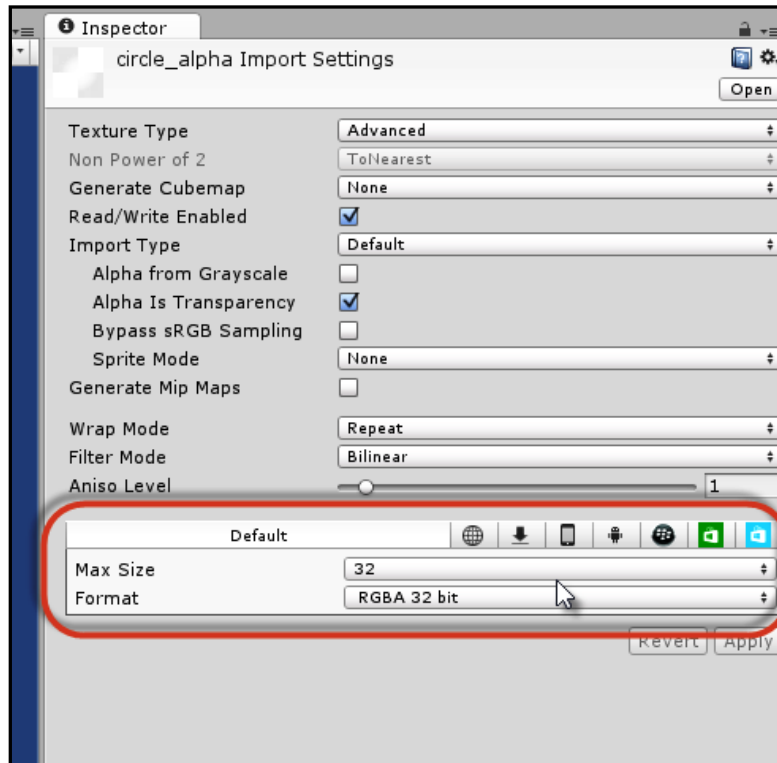 Inspector
circle_alpha Import Settings
Open
Texture Type Advanced
Non Power of 2 ToNearest
Generate Cubemap None
Read/Write Enabled
Import Type Default
Alpha from Grayscale
Alpha Is Transparency
Bypass sRGB Sampling
Sprite Mode None
Generate Mip Maps
Wrap Mode Repeat
Filter Mode Bilinear
Aniso Level 1
Default
Max Size 32
Format RGBA 32 bit
Revert Apply